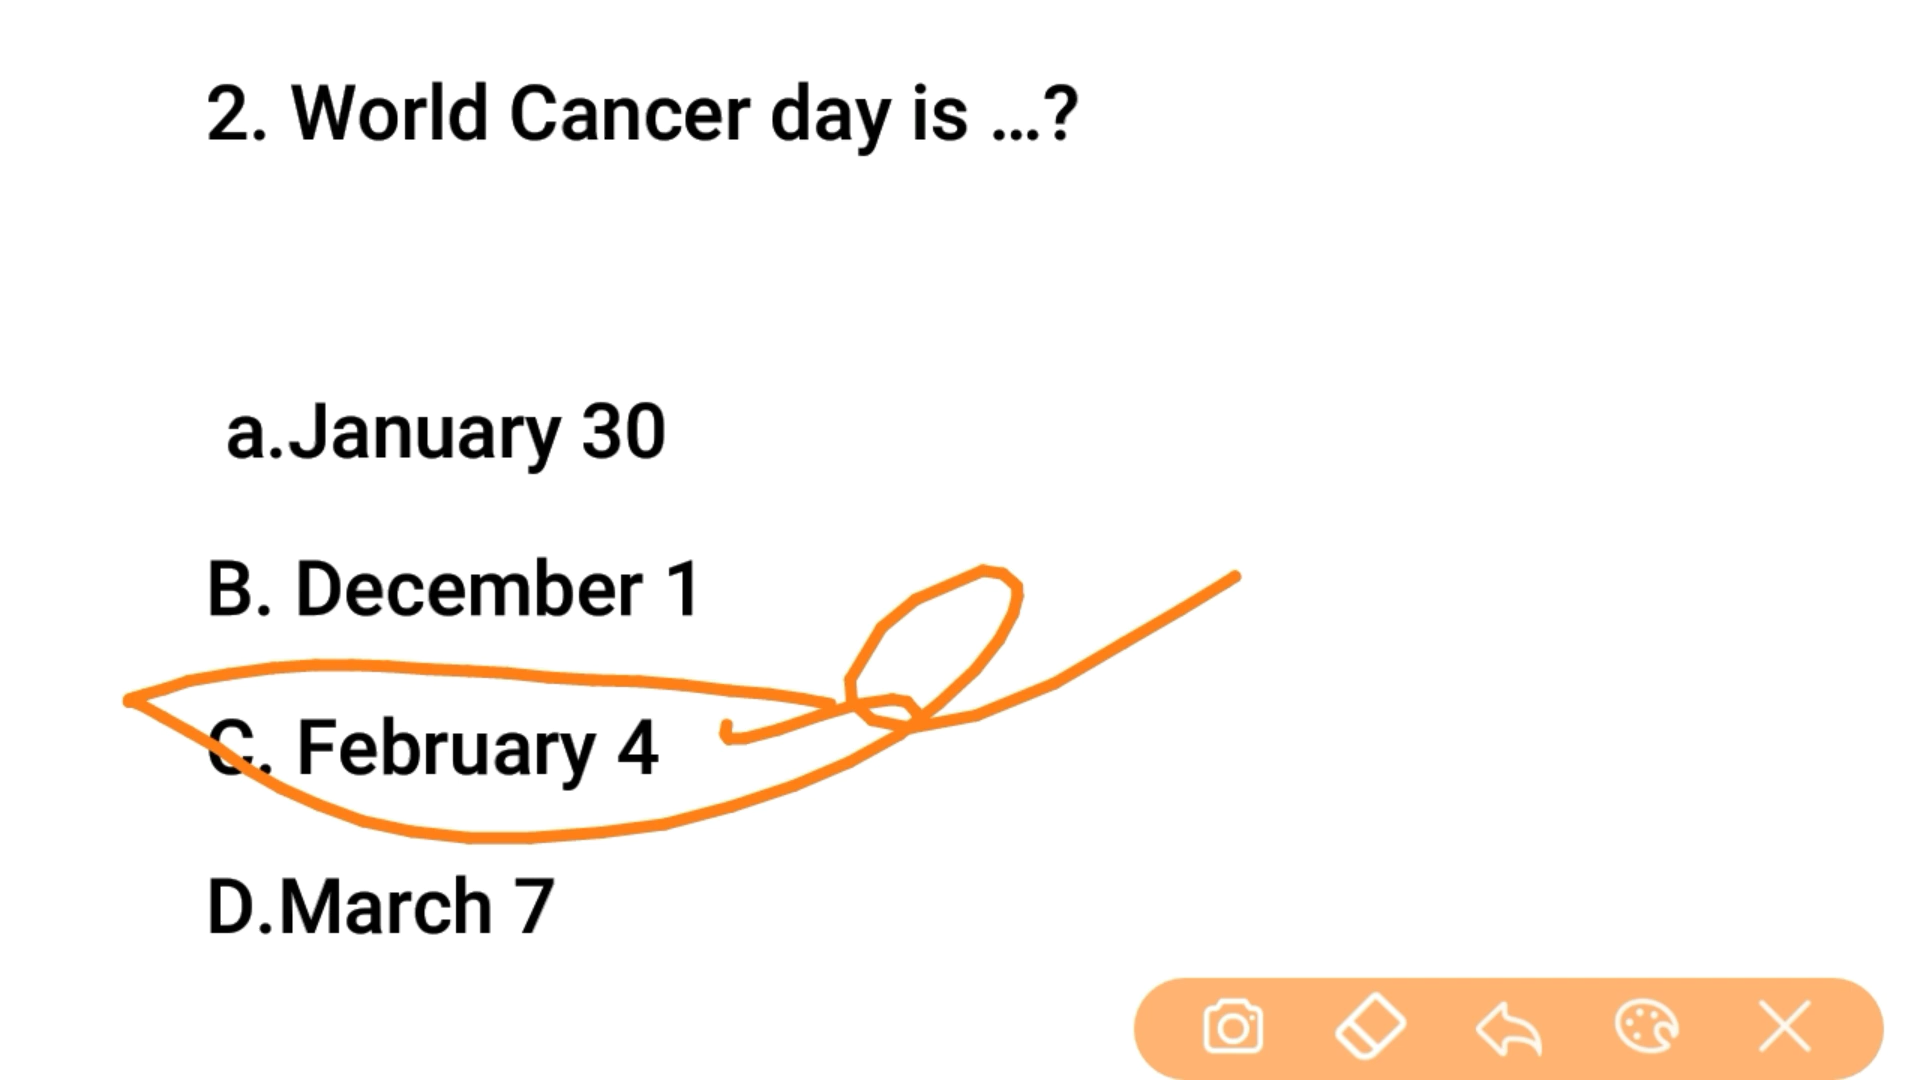 2. World Cancer day is ...?
a.January 30
B. December 1
C. February 4
D.March 7